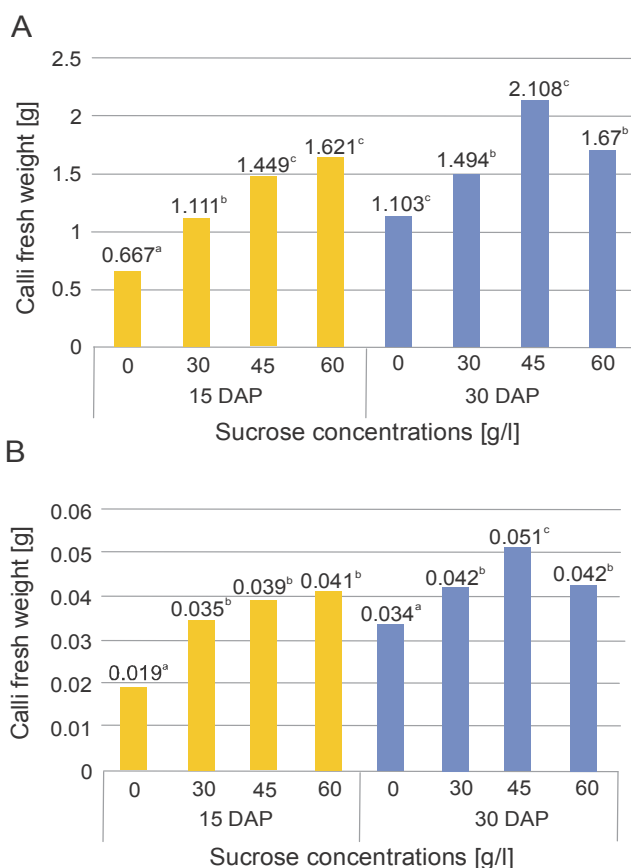 A
Calli fresh weight [g]
2.5
2
1.5
1
0.5
0
0.667ᵃ
1.111ᵇ
1.449ᶜ
1.621ᶜ
1.103ᶜ
1.494ᵇ
2.108ᶜ
1.67ᵇ
0 30 45 60 0 30 45 60
15 DAP 30 DAP
Sucrose concentrations [g/l]
B
Calli fresh weight [g]
0.06
0.05
0.04
0.03
0.02
0.01
0
0.019ᵃ
0.035ᵇ
0.039ᵇ
0.041ᵇ
0.034ᵃ
0.042ᵇ
0.051ᶜ
0.042ᵇ
0 30 45 60 0 30 45 60
15 DAP 30 DAP
Sucrose concentrations [g/l]